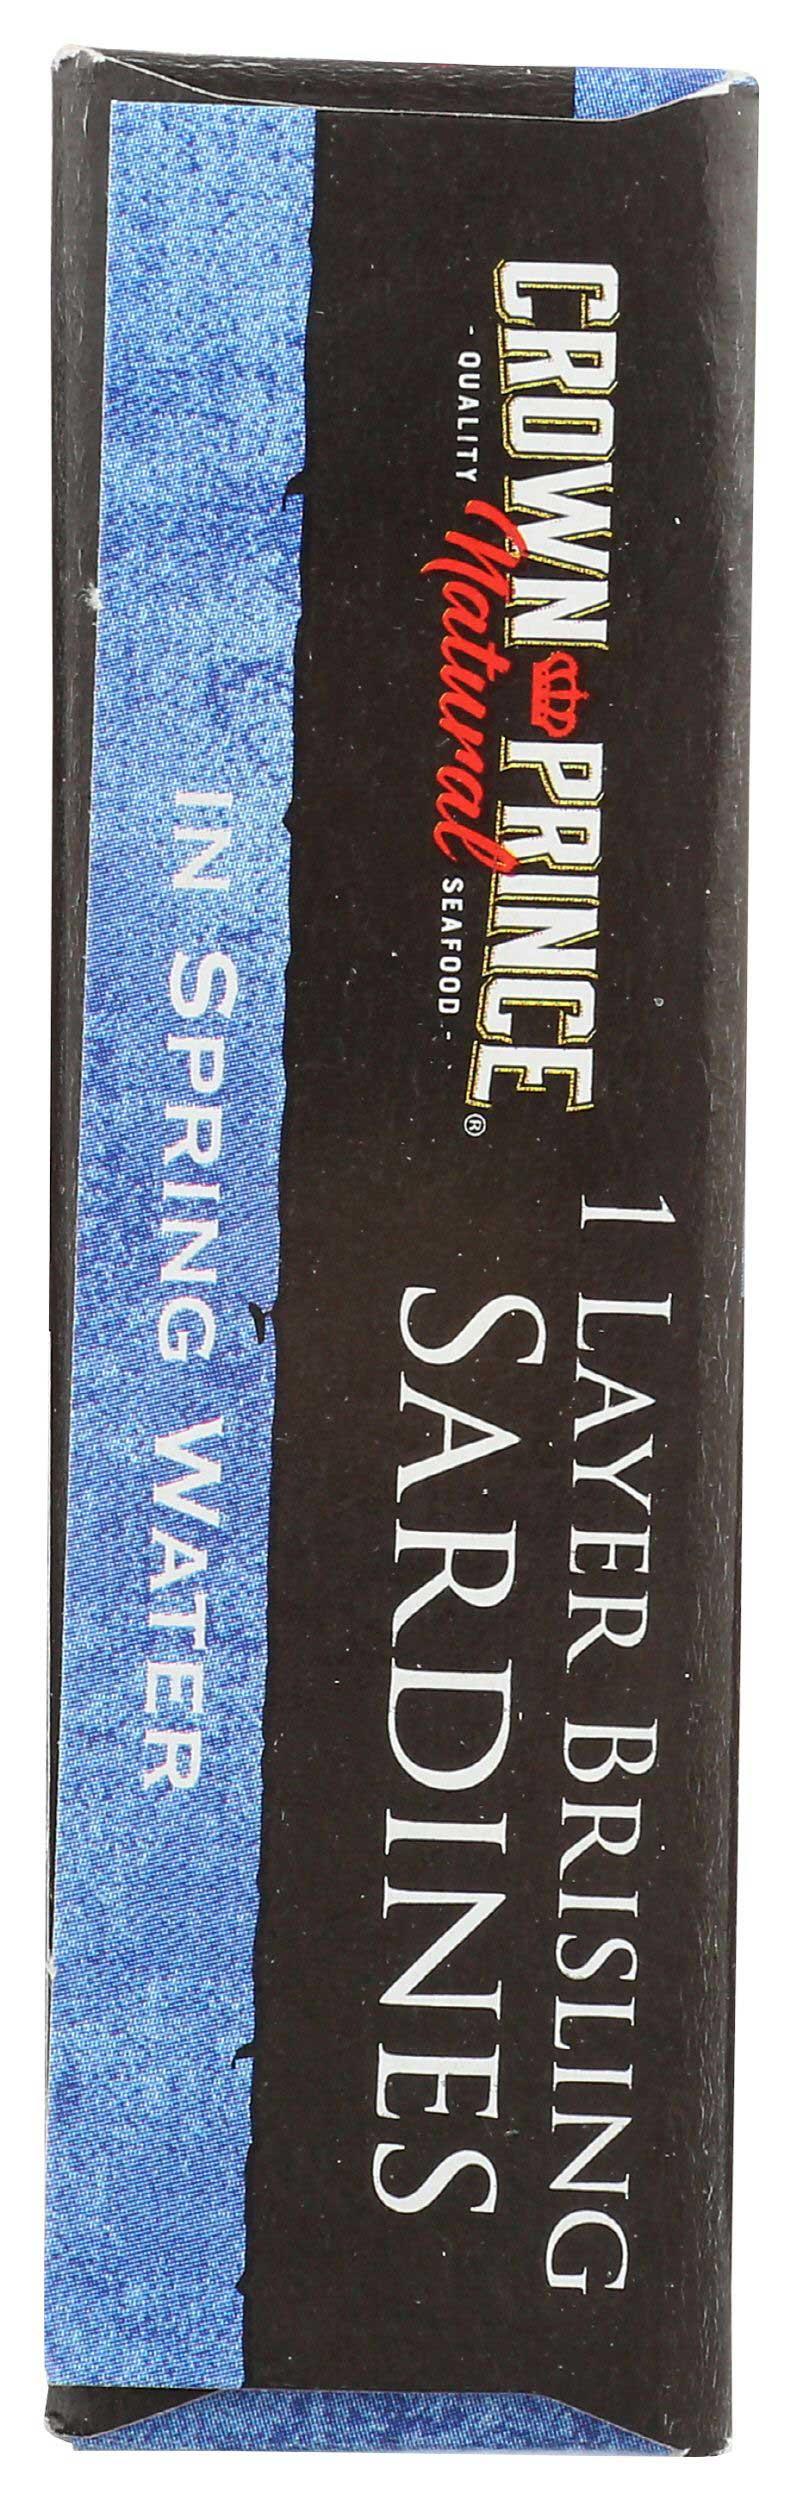 CROWN PRINCE
- QUALITY Natural SEAFOOD - ®
1 LAYER BRISLING
SARDINES
IN SPRING WATER